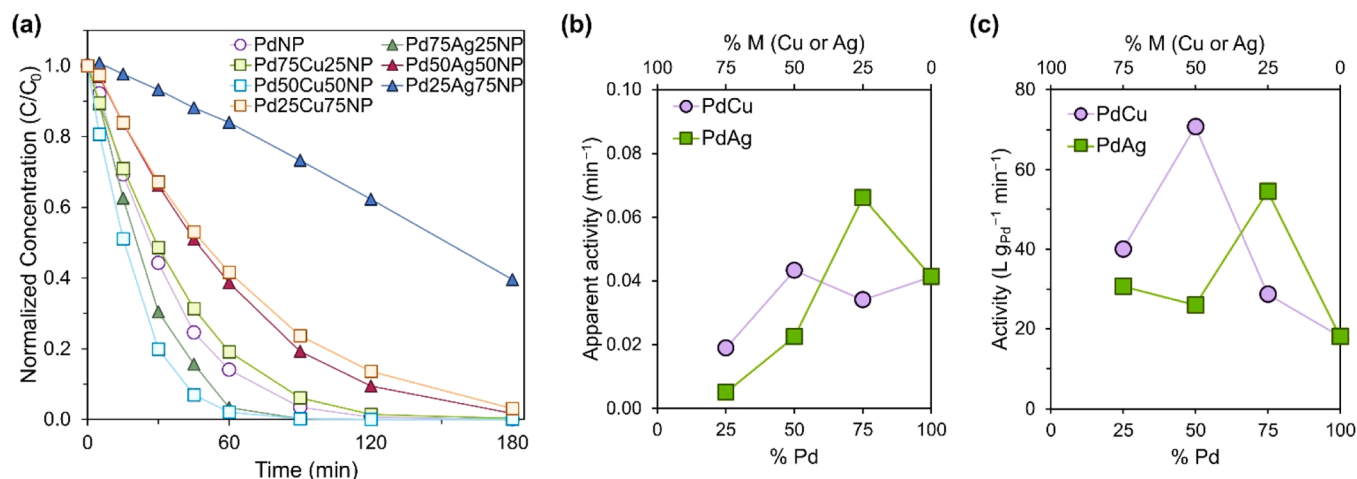 (a)
Normalized Concentration (C/C₀)
1.0
0.8
0.6
0.4
0.2
0.0
PdNP
Pd75Cu25NP
Pd50Cu50NP
Pd25Cu75NP
Pd75Ag25NP
Pd50Ag50NP
Pd25Ag75NP
0 60 120 180
Time (min)
(b)
% M (Cu or Ag)
100 75 50 25 0
Apparent activity (min⁻¹)
0.10
0.08
0.06
0.04
0.02
0.00
PdCu
PdAg
0 25 50 75 100
% Pd
(c)
% M (Cu or Ag)
100 75 50 25 0
Activity (L gPd⁻¹ min⁻¹)
80
60
40
20
0
PdCu
PdAg
0 25 50 75 100
% Pd